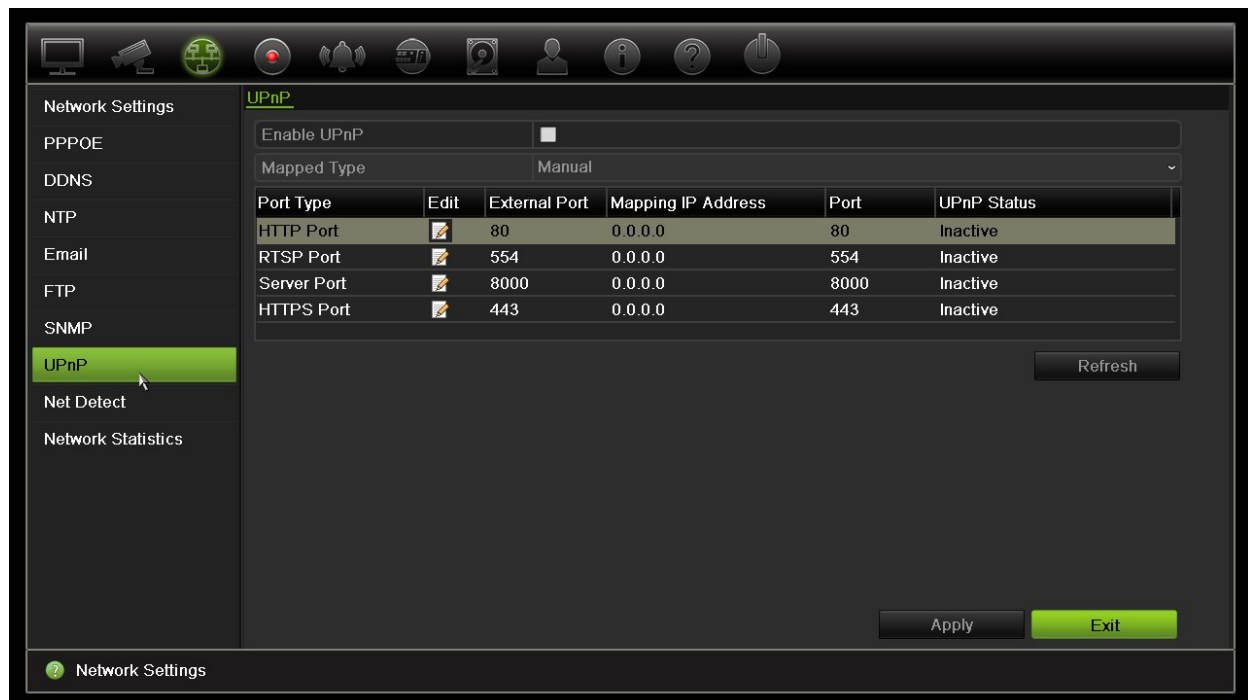 Network Settings
PPPOE
DDNS
NTP
Email
FTP
SNMP
UPnP
Net Detect
Network Statistics
UPnP
Enable UPnP
Mapped Type Manual
Port Type Edit External Port Mapping IP Address Port UPnP Status
HTTP Port 80 0.0.0.0 80 Inactive
RTSP Port 554 0.0.0.0 554 Inactive
Server Port 8000 0.0.0.0 8000 Inactive
HTTPS Port 443 0.0.0.0 443 Inactive
Refresh
Apply Exit
Network Settings